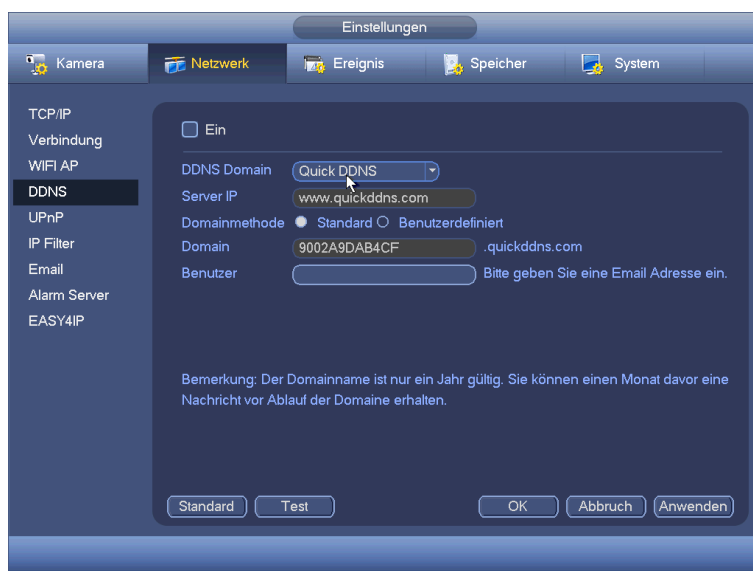 Einstellungen
Kamera Netzwerk Ereignis Speicher System
TCP/IP
Verbindung
WIFI AP
DDNS
UPnP
IP Filter
Email
Alarm Server
EASY4IP
Ein
DDNS Domain Quick DDNS
Server IP www.quickddns.com
Domainmethode Standard Benutzerdefiniert
Domain 9002A9DAB4CF .quickddns.com
Benutzer Bitte geben Sie eine Email Adresse ein.
Bemerkung: Der Domainname ist nur ein Jahr gültig. Sie können einen Monat davor eine
Nachricht vor Ablauf der Domaine erhalten.
Standard Test OK Abbruch Anwenden